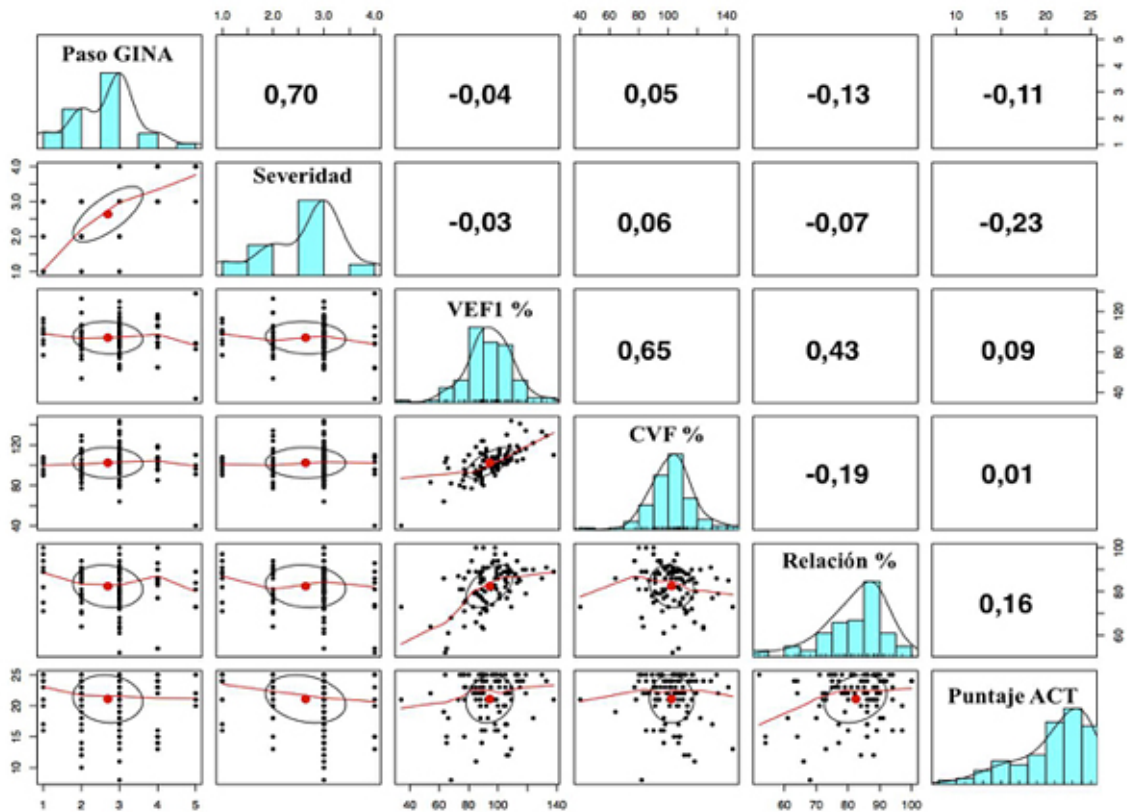 1.0 2.0 3.0 4.0 40 60 80 100 140 10 15 20 25
Paso GINA 0,70 -0,04 0,05 -0,13 -0,11 1 2 3 4 5
1.0 2.0 3.0 4.0 Severidad -0,03 0,06 -0,07 -0,23
VEF1 % 0,65 0,43 0,09 40 80 120
40 80 120 CVF % -0,19 0,01
Relación % 0,16 60 80 100
10 15 20 25 Puntaje ACT
1 2 3 4 5 40 60 80 100 140 60 70 80 90 100